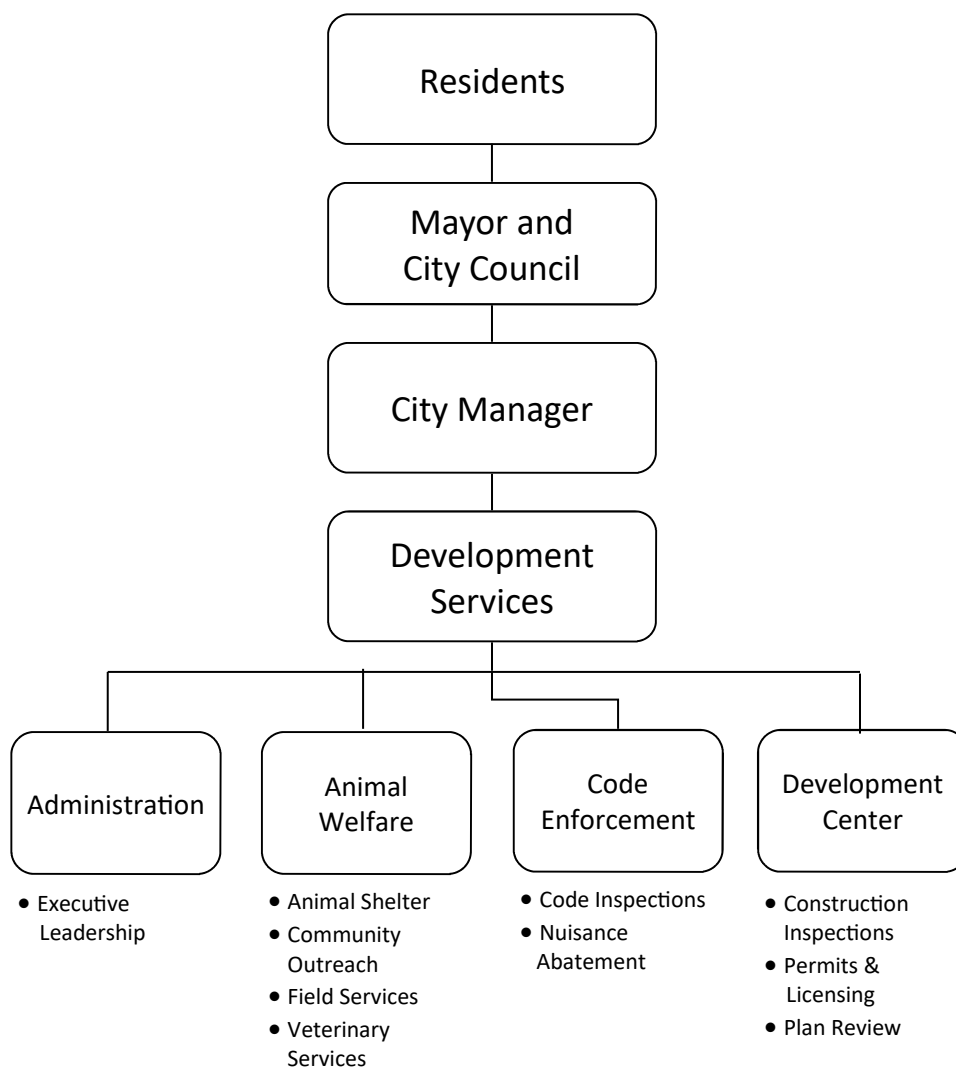 Residents
Mayor and
City Council
City Manager
Development
Services
Administration
Animal
Welfare
Code
Enforcement
Development
Center
• Executive
Leadership
• Animal Shelter
• Community
Outreach
• Field Services
• Veterinary
Services
• Code Inspections
• Nuisance
Abatement
• Construction
Inspections
• Permits &
Licensing
• Plan Review